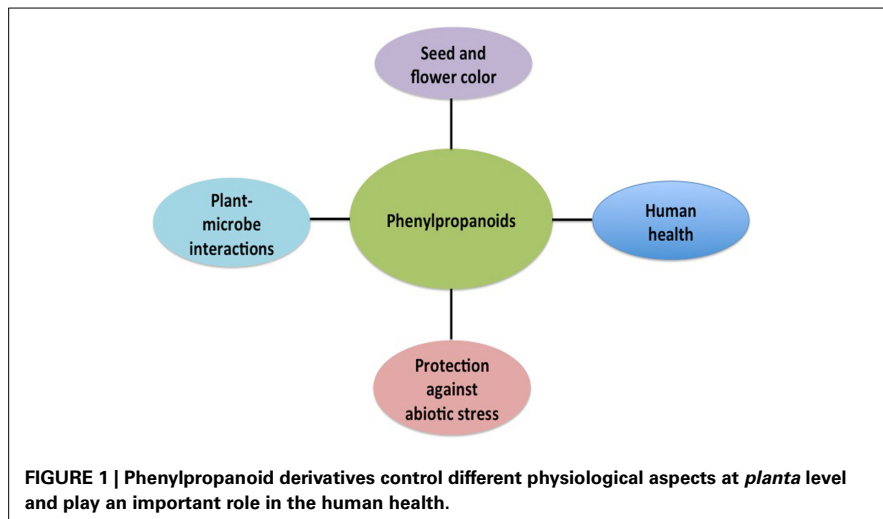 Seed and
flower color
Plant-
microbe
interactions
Phenylpropanoids
Human
health
Protection
against
abiotic stress
FIGURE 1 | Phenylpropanoid derivatives control different physiological aspects at planta level
and play an important role in the human health.